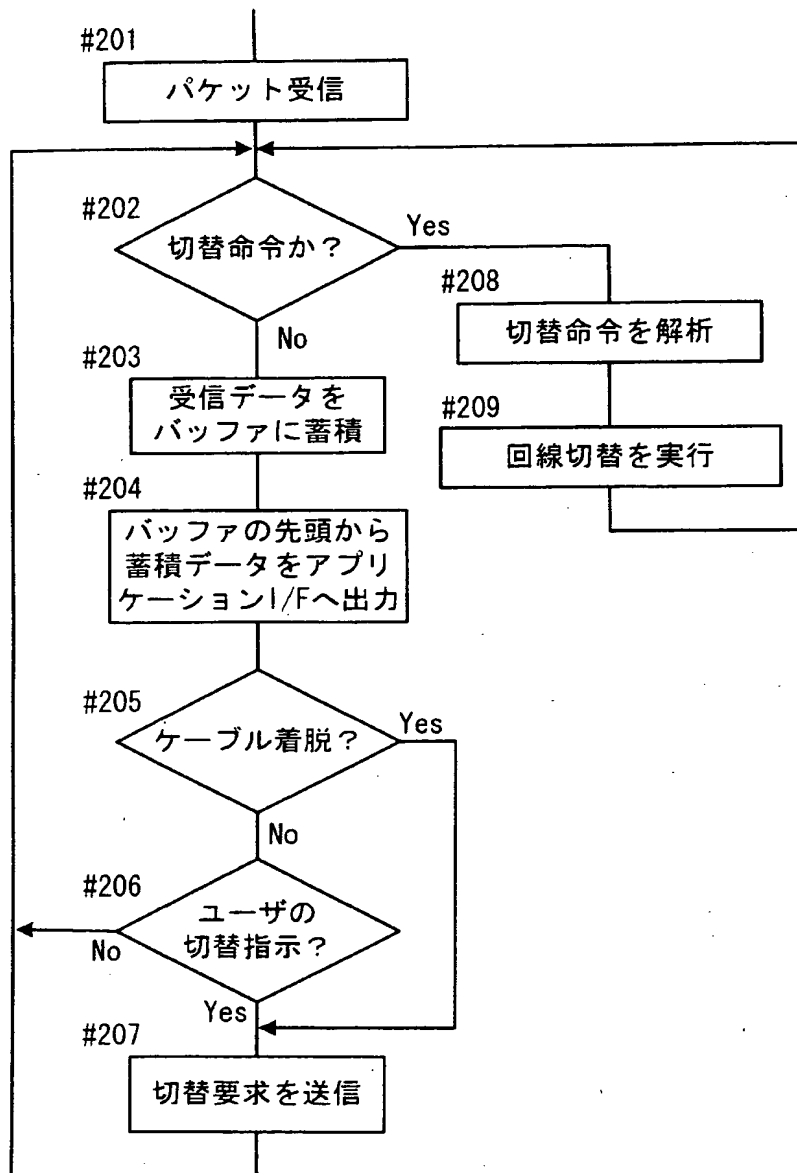 #201
パケット受信
#202
切替命令か?
Yes
No
#208
切替命令を解析
#209
回線切替を実行
#203
受信データを
バッファに蓄積
#204
バッファの先頭から
蓄積データをアプリ
ケーションI/Fへ出力
#205
ケーブル着脱?
Yes
No
#206
ユーザの
切替指示?
No
Yes
#207
切替要求を送信